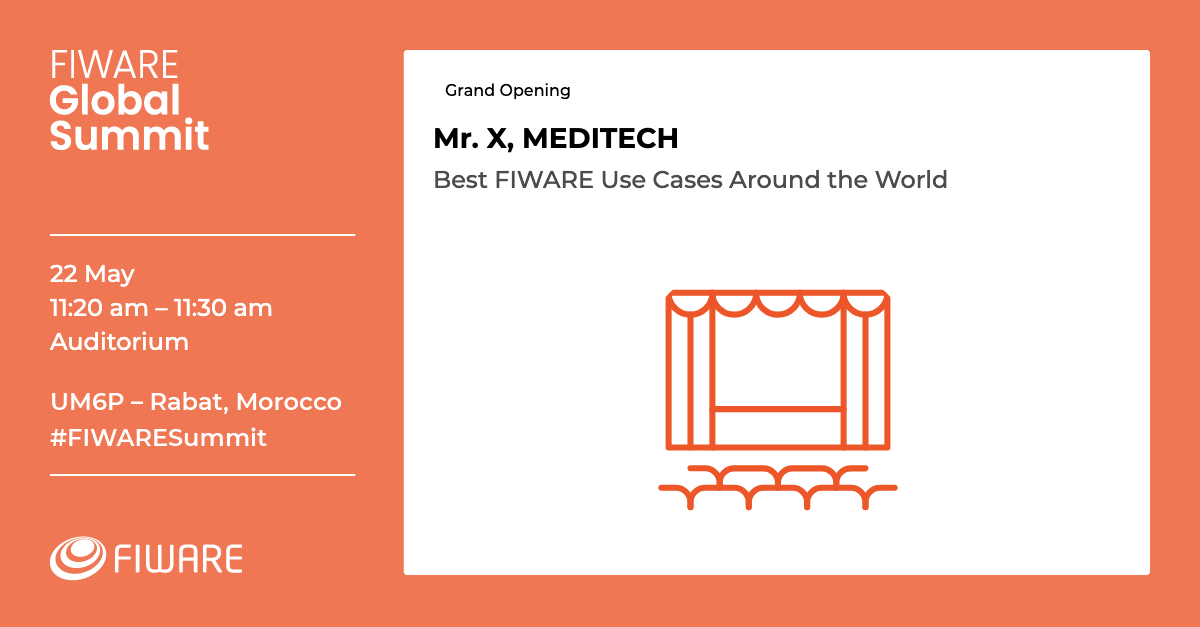 FIWARE
Global
Summit
22 May
11:20 am – 11:30 am
Auditorium
UM6P – Rabat, Morocco
#FIWARESummit
FIWARE
Grand Opening
Mr. X, MEDITECH
Best FIWARE Use Cases Around the World